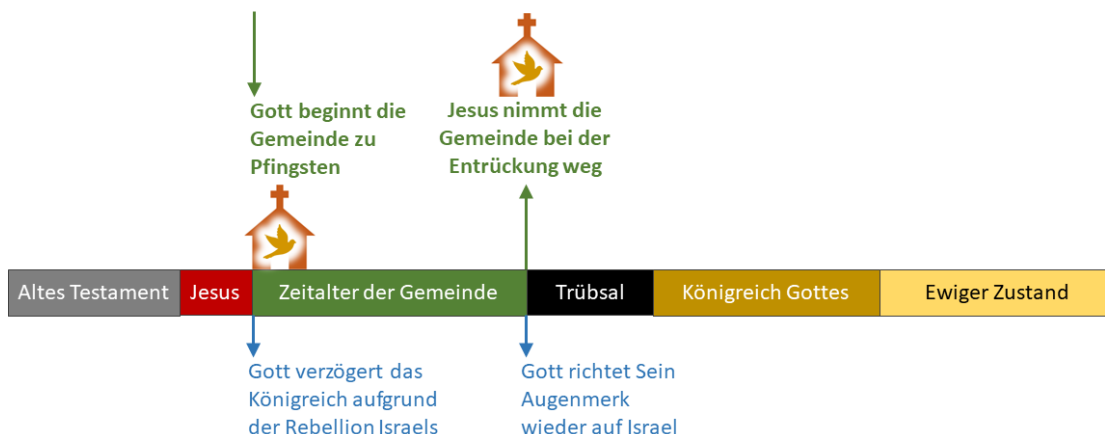 Gott beginnt die
Gemeinde zu
Pfingsten
Jesus nimmt die
Gemeinde bei der
Entrückung weg
Altes Testament
Jesus
Zeitalter der Gemeinde
Trübsal
Königreich Gottes
Ewiger Zustand
Gott verzögert das
Königreich aufgrund
der Rebellion Israels
Gott richtet Sein
Augenmerk
wieder auf Israel